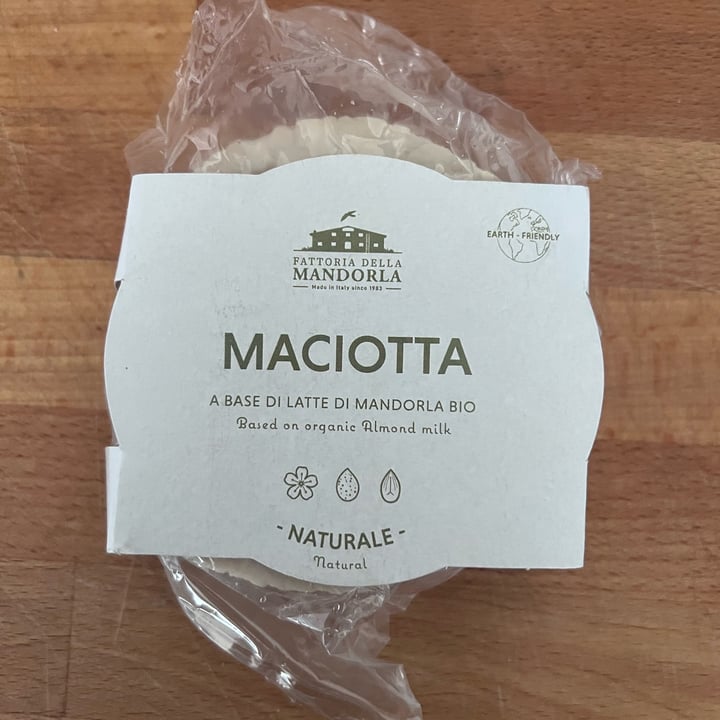 FATTORIA DELLA
MANDORLA
Made in Italy since 1983
EARTH - FRIENDLY
MACIOTTA
A BASE DI LATTE DI MANDORLA BIO
Based on organic Almond milk
- NATURALE -
Natural